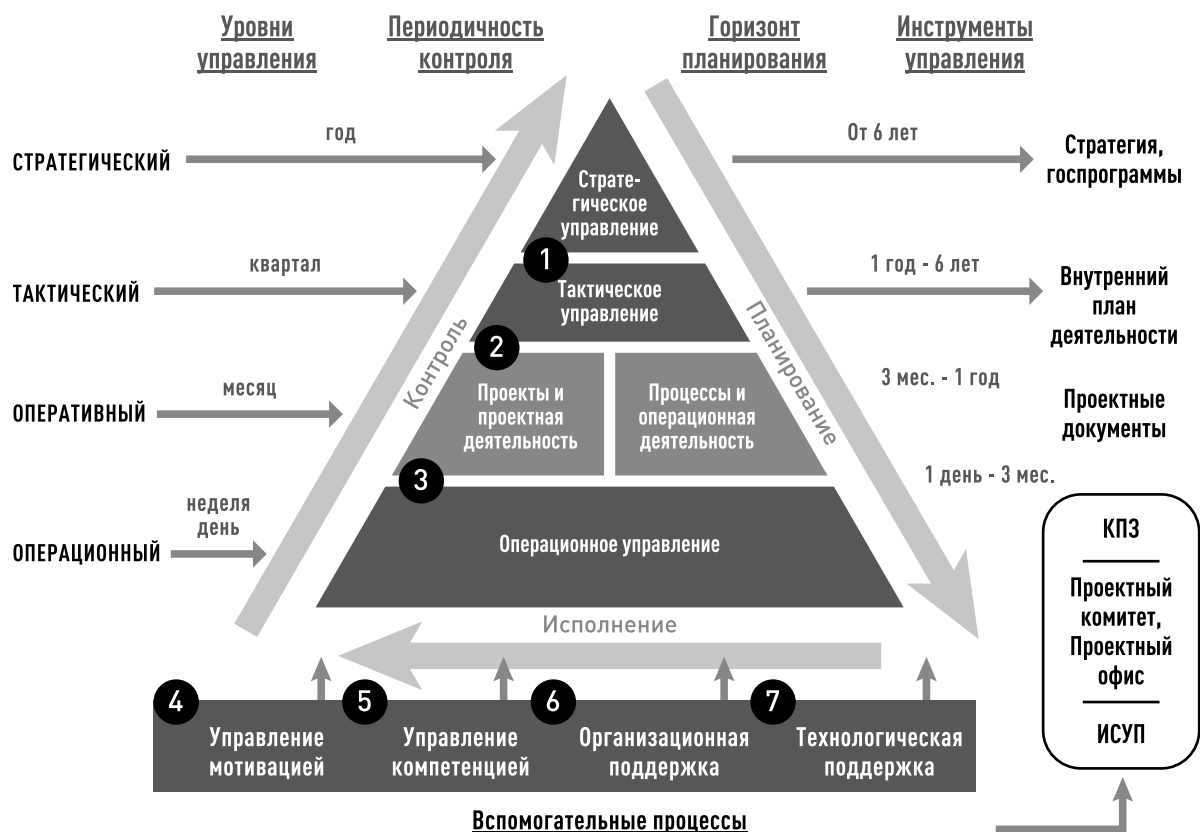 Уровни
управления
Периодичность
контроля
Горизонт
планирования
Инструменты
управления
СТРАТЕГИЧЕСКИЙ
год
Страте-
гическое
управление
От 6 лет
Стратегия,
госпрограммы
1
ТАКТИЧЕСКИЙ
квартал
Тактическое
управление
1 год - 6 лет
Внутренний
план
деятельности
Контроль
Планирование
2
ОПЕРАТИВНЫЙ
месяц
Проекты и
проектная
деятельность
Процессы и
операционная
деятельность
3 мес. - 1 год
Проектные
документы
3
ОПЕРАЦИОННЫЙ
неделя
день
Операционное управление
1 день - 3 мес.
КПЗ
Проектный
комитет,
Проектный
офис
ИСУП
Исполнение
4
Управление
мотивацией
5
Управление
компетенцией
6
Организационная
поддержка
7
Технологическая
поддержка
Вспомогательные процессы